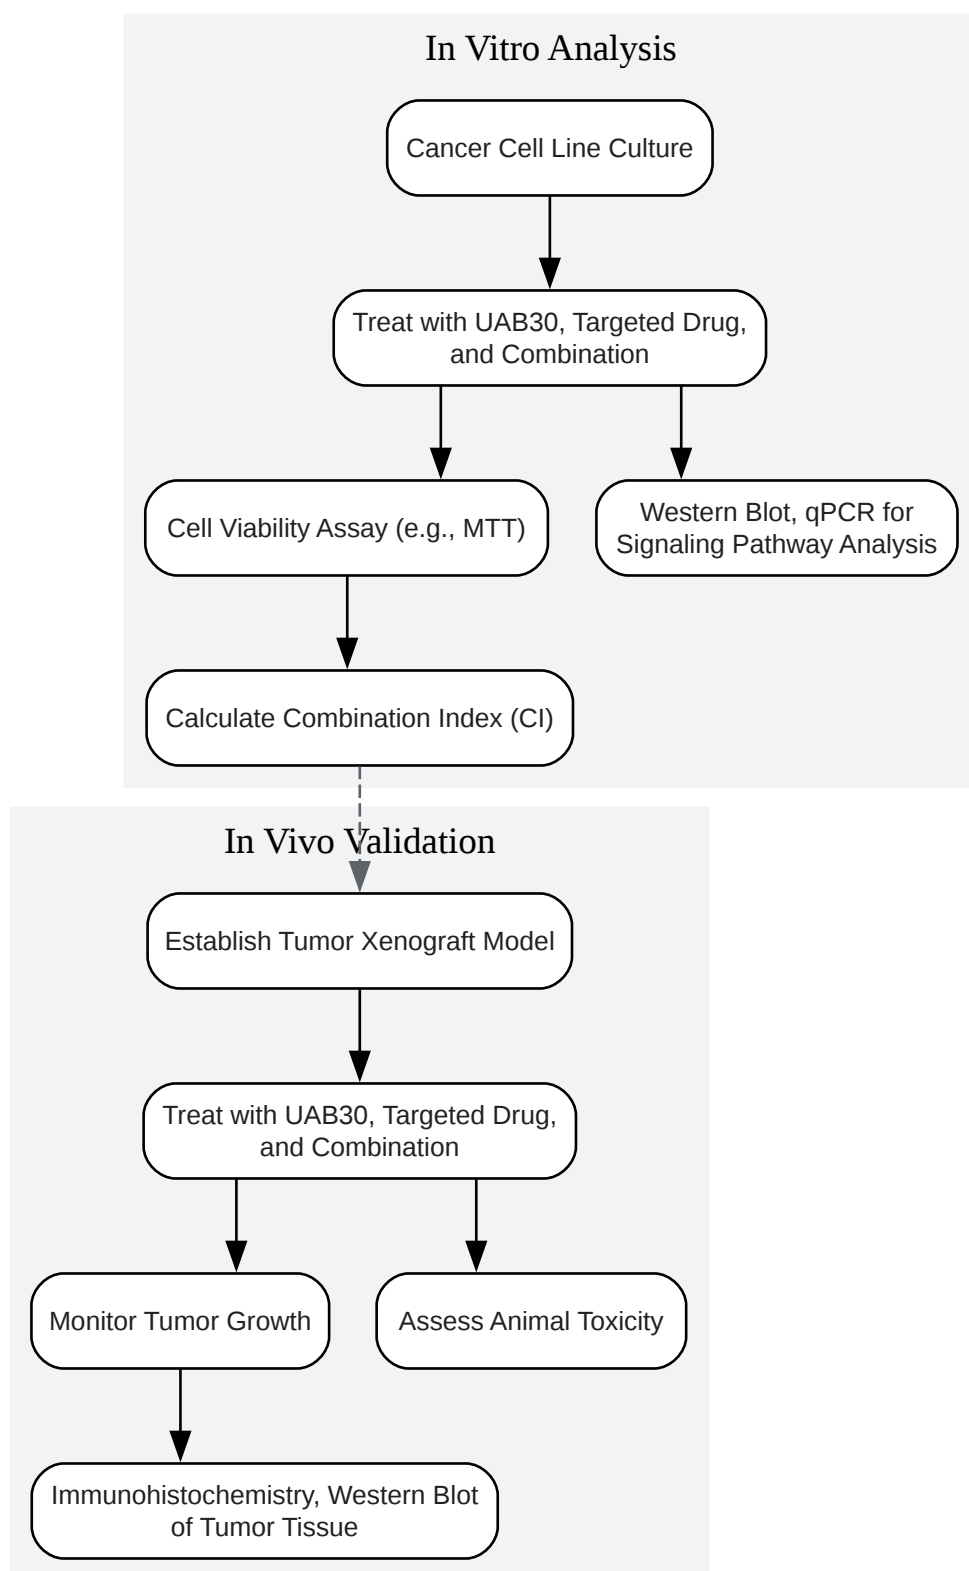 In Vitro Analysis
Cancer Cell Line Culture
Treat with UAB30, Targeted Drug,
and Combination
Cell Viability Assay (e.g., MTT)
Western Blot, qPCR for
Signaling Pathway Analysis
Calculate Combination Index (CI)
In Vivo Validation
Establish Tumor Xenograft Model
Treat with UAB30, Targeted Drug,
and Combination
Monitor Tumor Growth
Assess Animal Toxicity
Immunohistochemistry, Western Blot
of Tumor Tissue